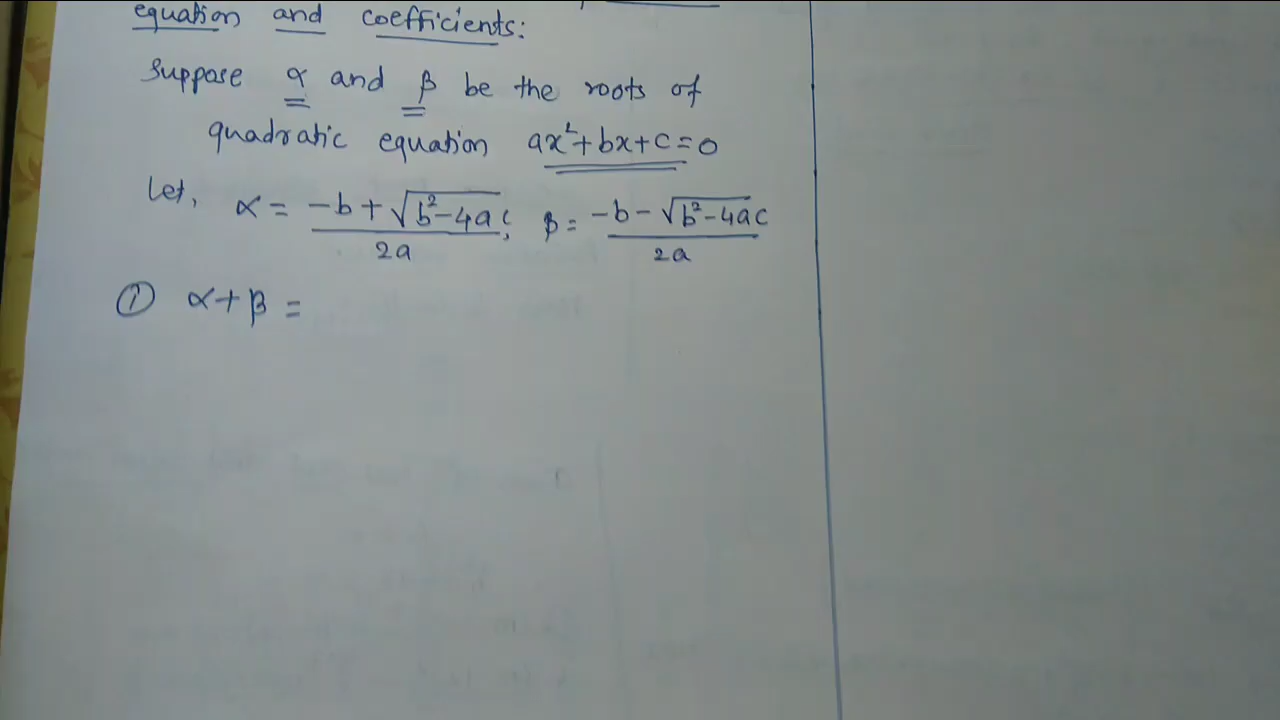 equation and coefficients:
Suppose α and β be the roots of
quadratic equation ax²+bx+c=0
Let, α = (-b+√(b²-4ac))/2a; β = (-b-√(b²-4ac))/2a
① α+β =